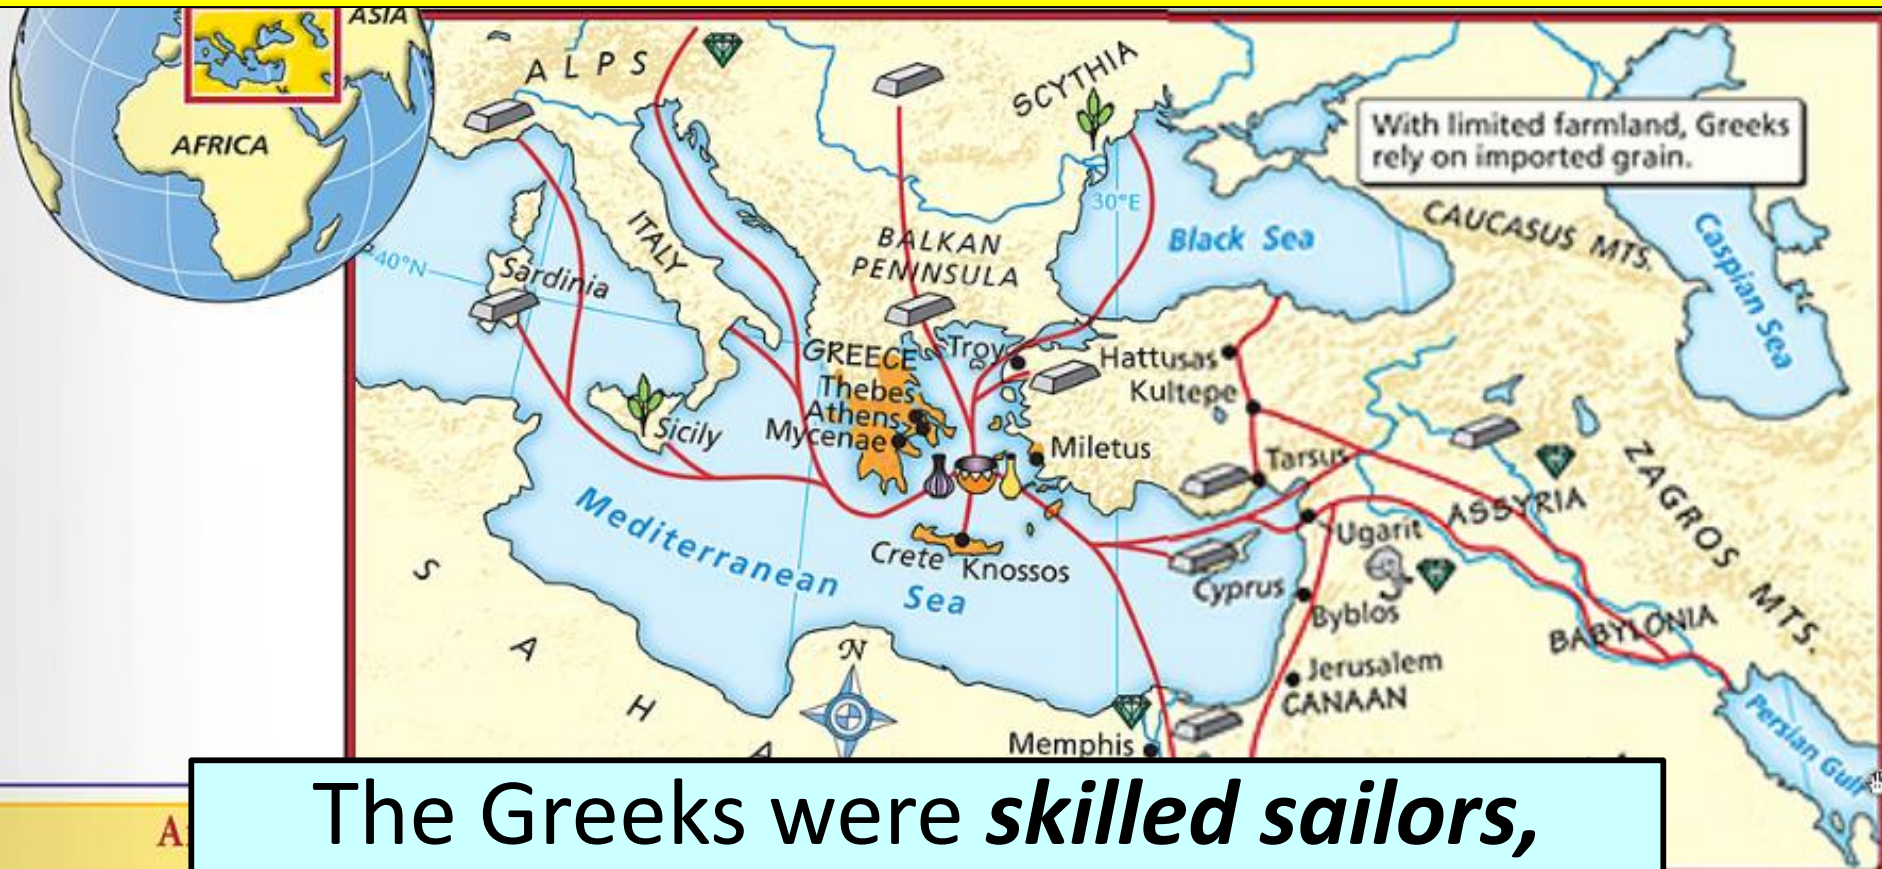 ASIA
AFRICA
ALPS
SCYTHIA
With limited farmland, Greeks
rely on imported grain.
30°E
Black Sea
CAUCASUS MTS.
Caspian Sea
40°N
ITALY
Sardinia
BALKAN
PENINSULA
GREECE
Troy
Hattusas
Thebes
Kultepe
Athens
Mycenae
Sicily
Miletus
Tarsus
ZAGROS MTS.
ASSYRIA
Mediterranean
Sea
Ugarit
Crete
Knossos
Cyprus
Byblos
BABYLONIA
Jerusalem
CANAAN
SAHA
N
Memphis
Persian Gulf
The Greeks were skilled sailors,